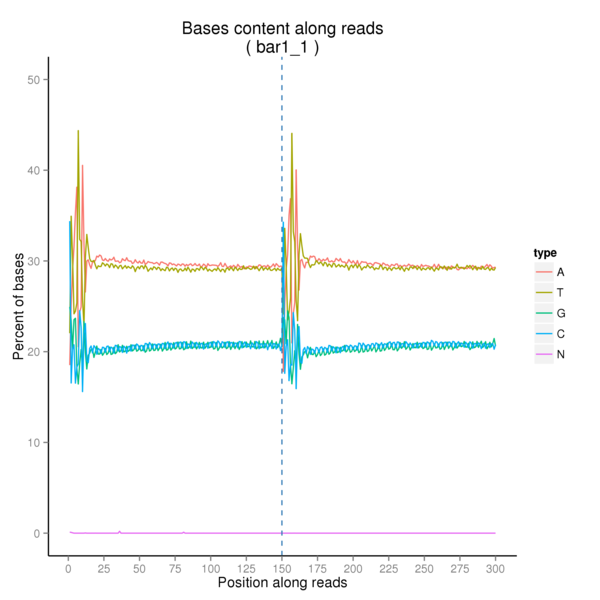 Bases content along reads
( bar1_1 )
Percent of bases
50
40
30
20
10
0
0 25 50 75 100 125 150 175 200 225 250 275 300
Position along reads
type
A
T
G
C
N